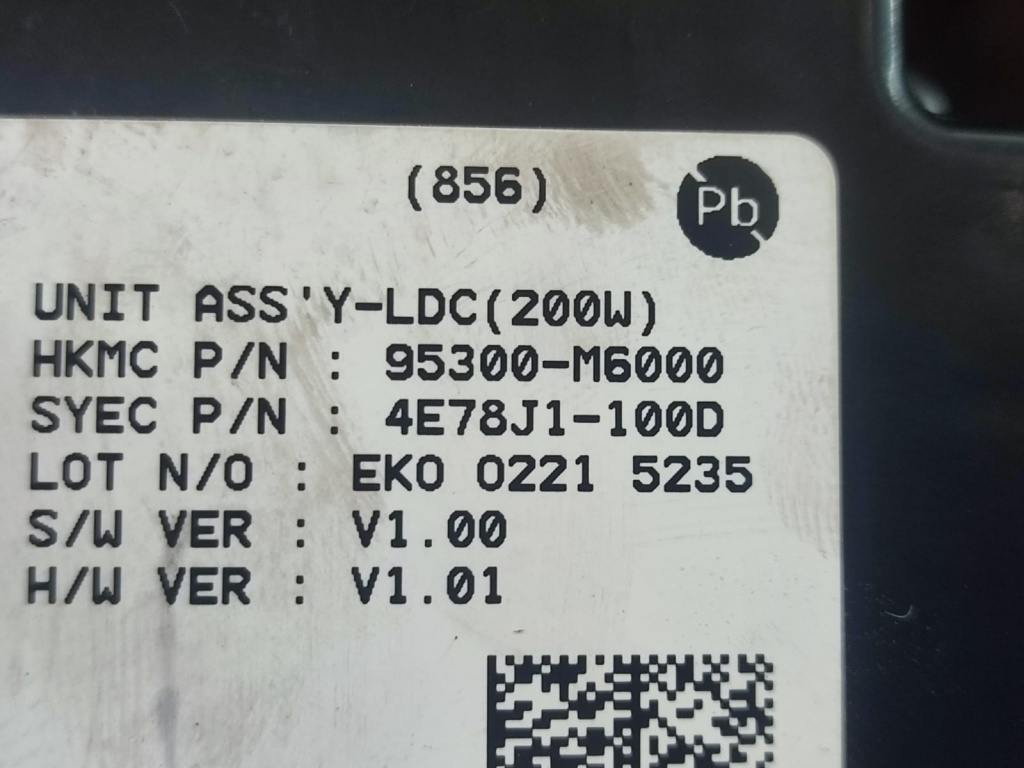 (856)
Pb
UNIT ASS'Y-LDC(200W)
HKMC P/N : 95300-M6000
SYEC P/N : 4E78J1-100D
LOT N/O : EKO 0221 5235
S/W VER : V1.00
H/W VER : V1.01